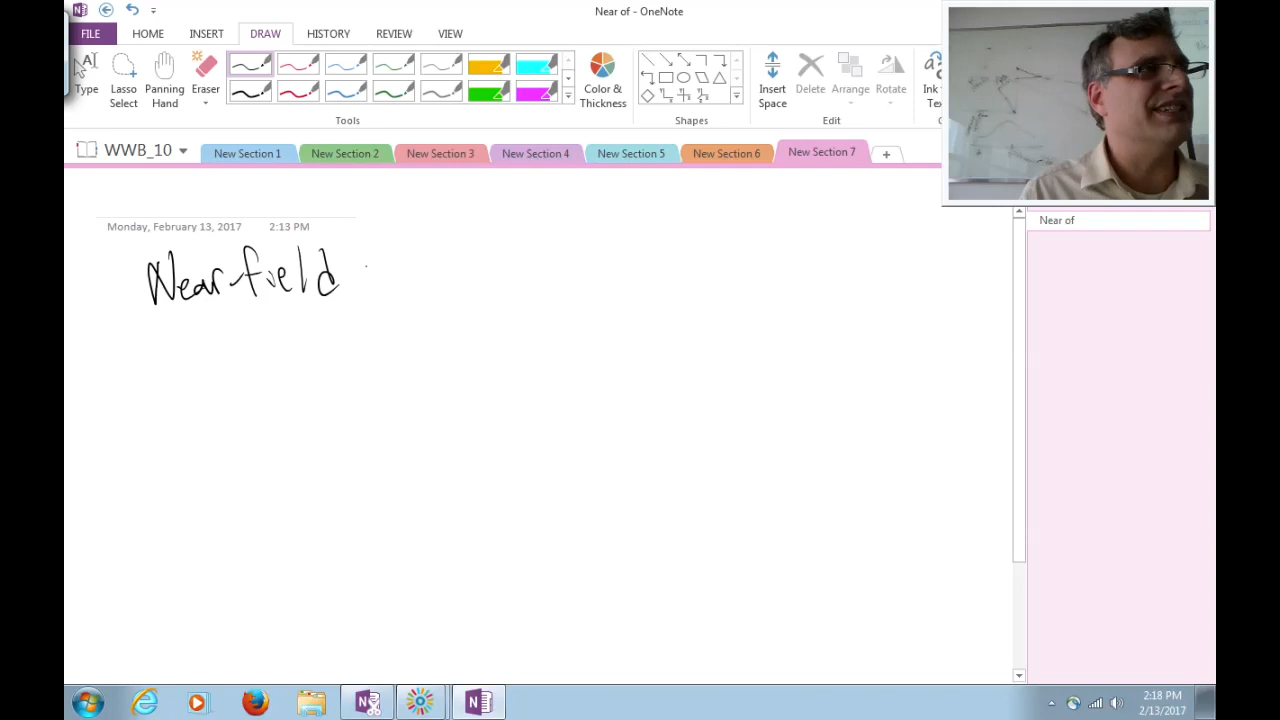 Near of - OneNote
FILE HOME INSERT DRAW HISTORY REVIEW VIEW
Type Lasso Select Panning Hand Eraser Color & Thickness Insert Space Delete Arrange Rotate Ink to Te
Tools Shapes Edit
WWB_10 New Section 1 New Section 2 New Section 3 New Section 4 New Section 5 New Section 6 New Section 7
Near of
Monday, February 13, 2017 2:13 PM
Near-field
2:18 PM
2/13/2017